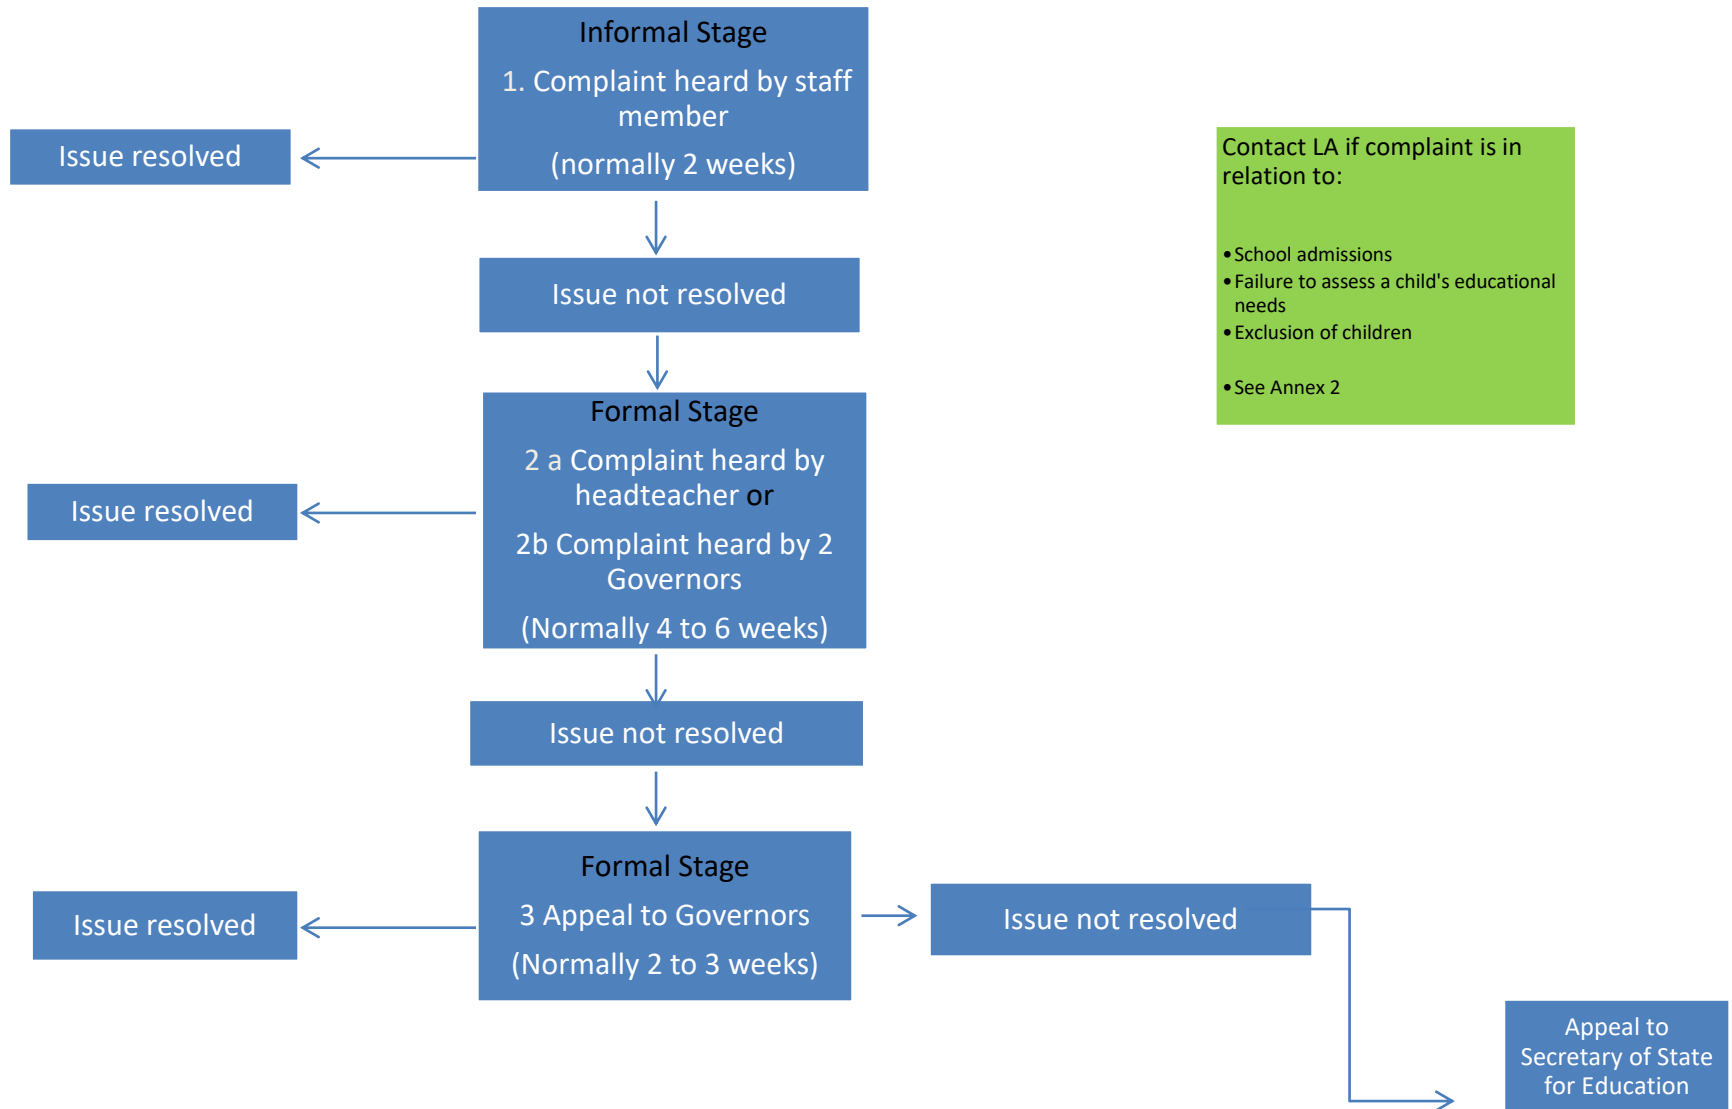 Informal Stage
1. Complaint heard by staff
member
(normally 2 weeks)
Issue resolved
Contact LA if complaint is in
relation to:
•School admissions
•Failure to assess a child's educational
needs
•Exclusion of children
•See Annex 2
Issue not resolved
Formal Stage
2 a Complaint heard by
headteacher or
2b Complaint heard by 2
Governors
(Normally 4 to 6 weeks)
Issue resolved
Issue not resolved
Formal Stage
3 Appeal to Governors
(Normally 2 to 3 weeks)
Issue resolved
Issue not resolved
Appeal to
Secretary of State
for Education